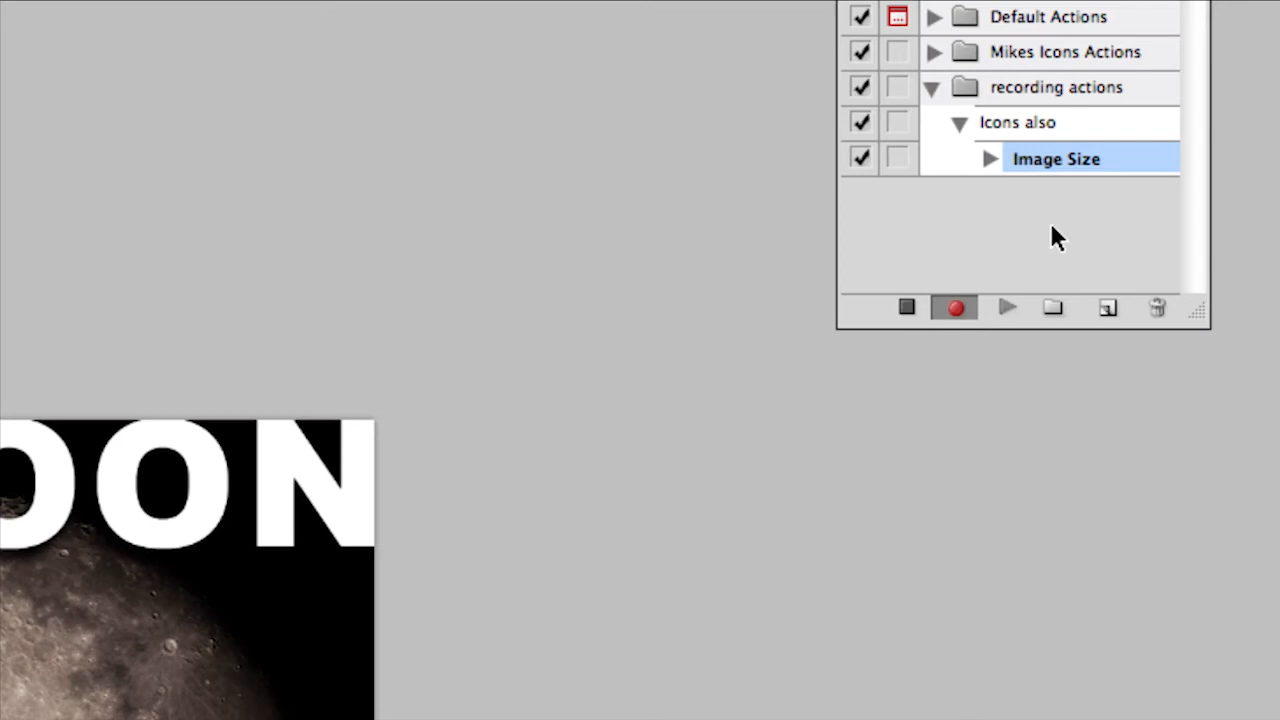 Default Actions
Mikes Icons Actions
recording actions
Icons also
Image Size
OON